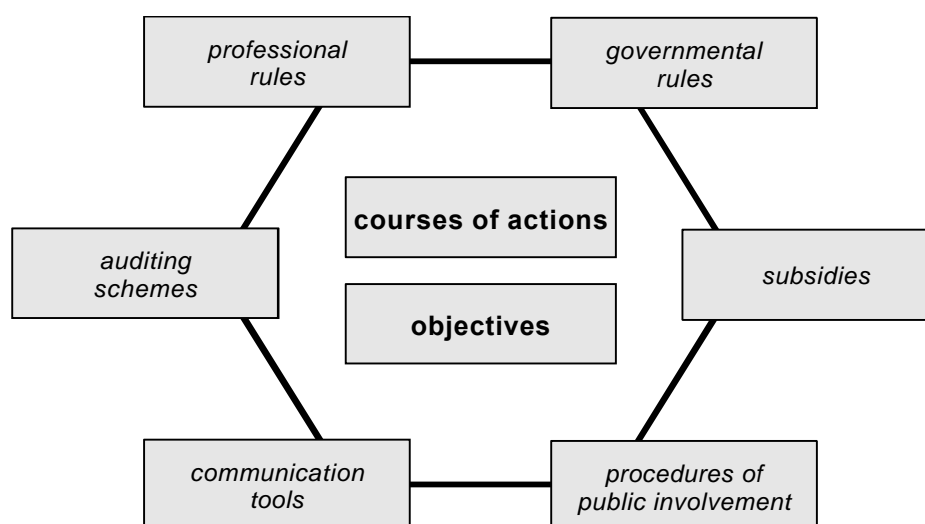 professional
rules
governmental
rules
courses of actions
auditing
schemes
subsidies
objectives
communication
tools
procedures of
public involvement